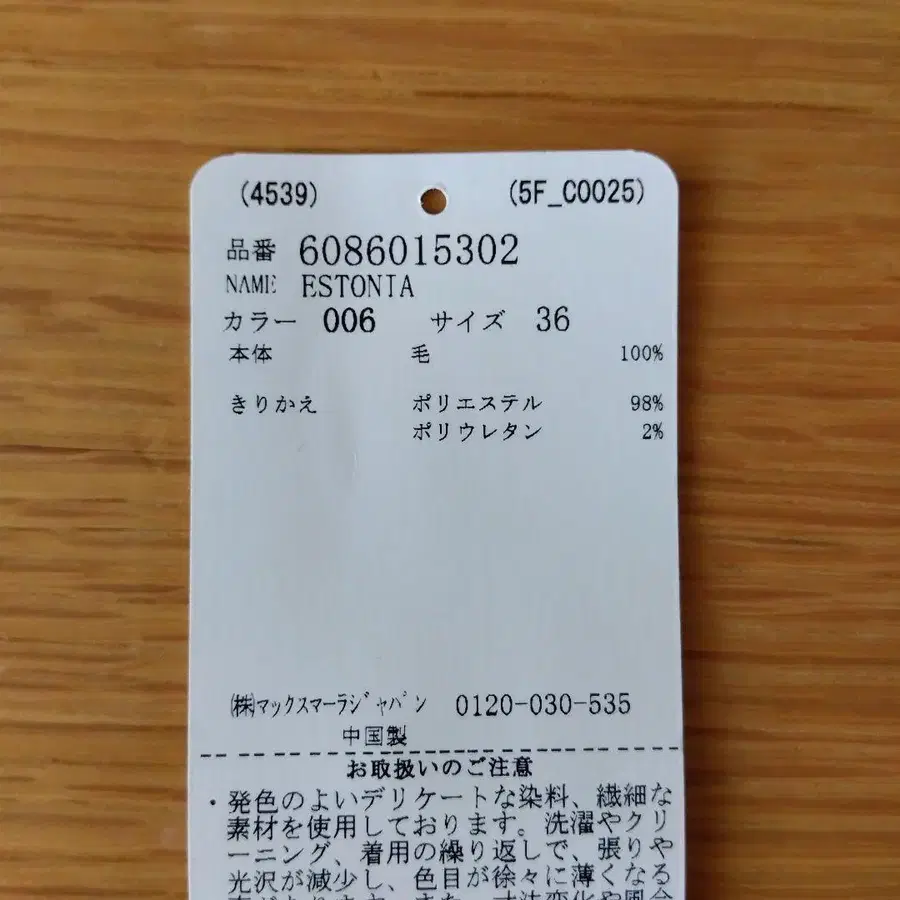 (4539) (5F_C0025)
品番 6086015302
NAME ESTONIA
カラー 006 サイズ 36
本体 毛 100%
きりかえ ポリエステル 98%
ポリウレタン 2%
㈱マックスマーラジャパン 0120-030-535
中国製
お取扱いのご注意
・発色のよいデリケートな染料、繊細な
素材を使用しております。洗濯やクリ
ーニング、着用の繰り返しで、張りや
光沢が減少し、色目が徐々に薄くなる